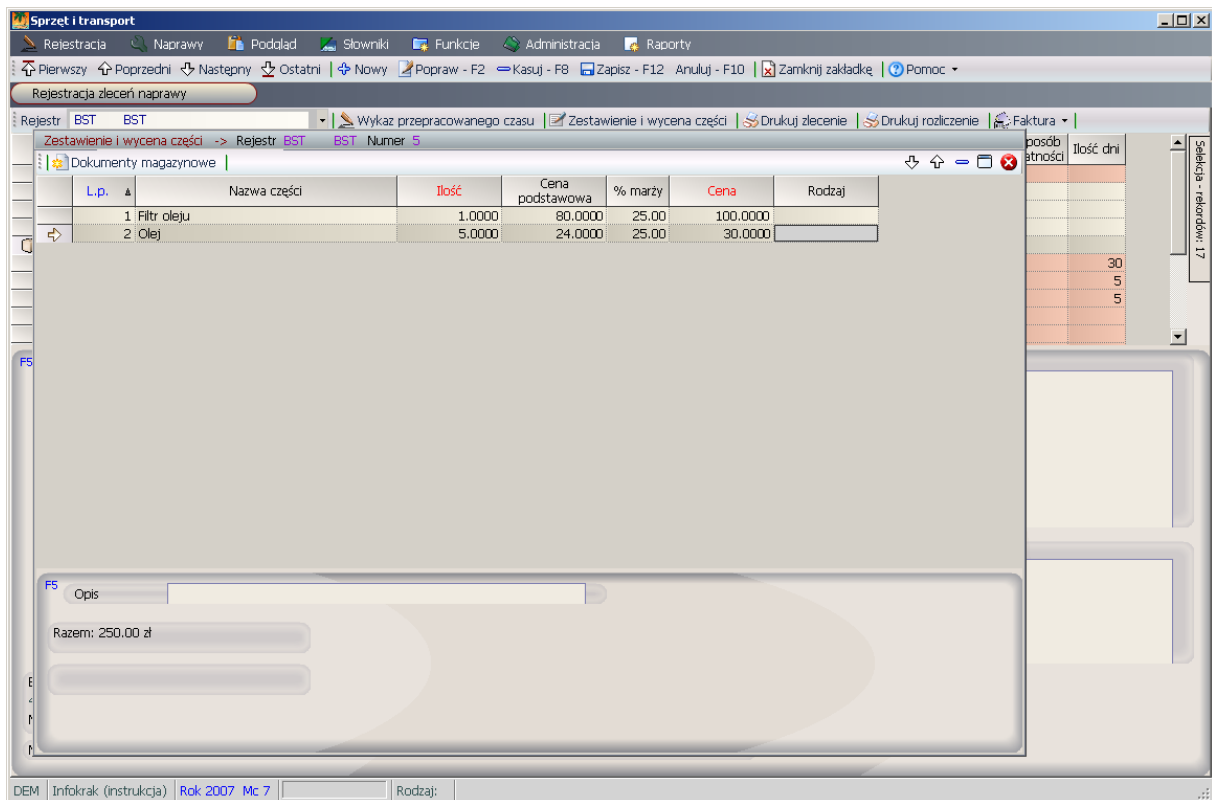 Sprzęt i transport
Rejestracja Naprawy Podgląd Słowniki Funkcje Administracja Raporty
Pierwszy Poprzedni Następny Ostatni Nowy Popraw - F2 Kasuj - F8 Zapisz - F12 Anuluj - F10 Zamknij zakładkę Pomoc
Rejestracja zleceń naprawy
Rejestr BST BST Wykaz przepracowanego czasu Zestawienie i wycena części Drukuj zlecenie Drukuj rozliczenie Faktura
Zestawienie i wycena części -> Rejestr BST BST Numer 5
posób
atności Ilość dni
Dokumenty magazynowe
L.p. Nazwa części Ilość Cena podstawowa % marży Cena Rodzaj
1 Filtr oleju 1.0000 80.0000 25.00 100.0000
2 Olej 5.0000 24.0000 25.00 30.0000
30
5
5
Selekcja - rekordów: 17
F5
F5 Opis
Razem: 250.00 zł
DEM Infokrak (instrukcja) Rok 2007 Mc 7 Rodzaj: